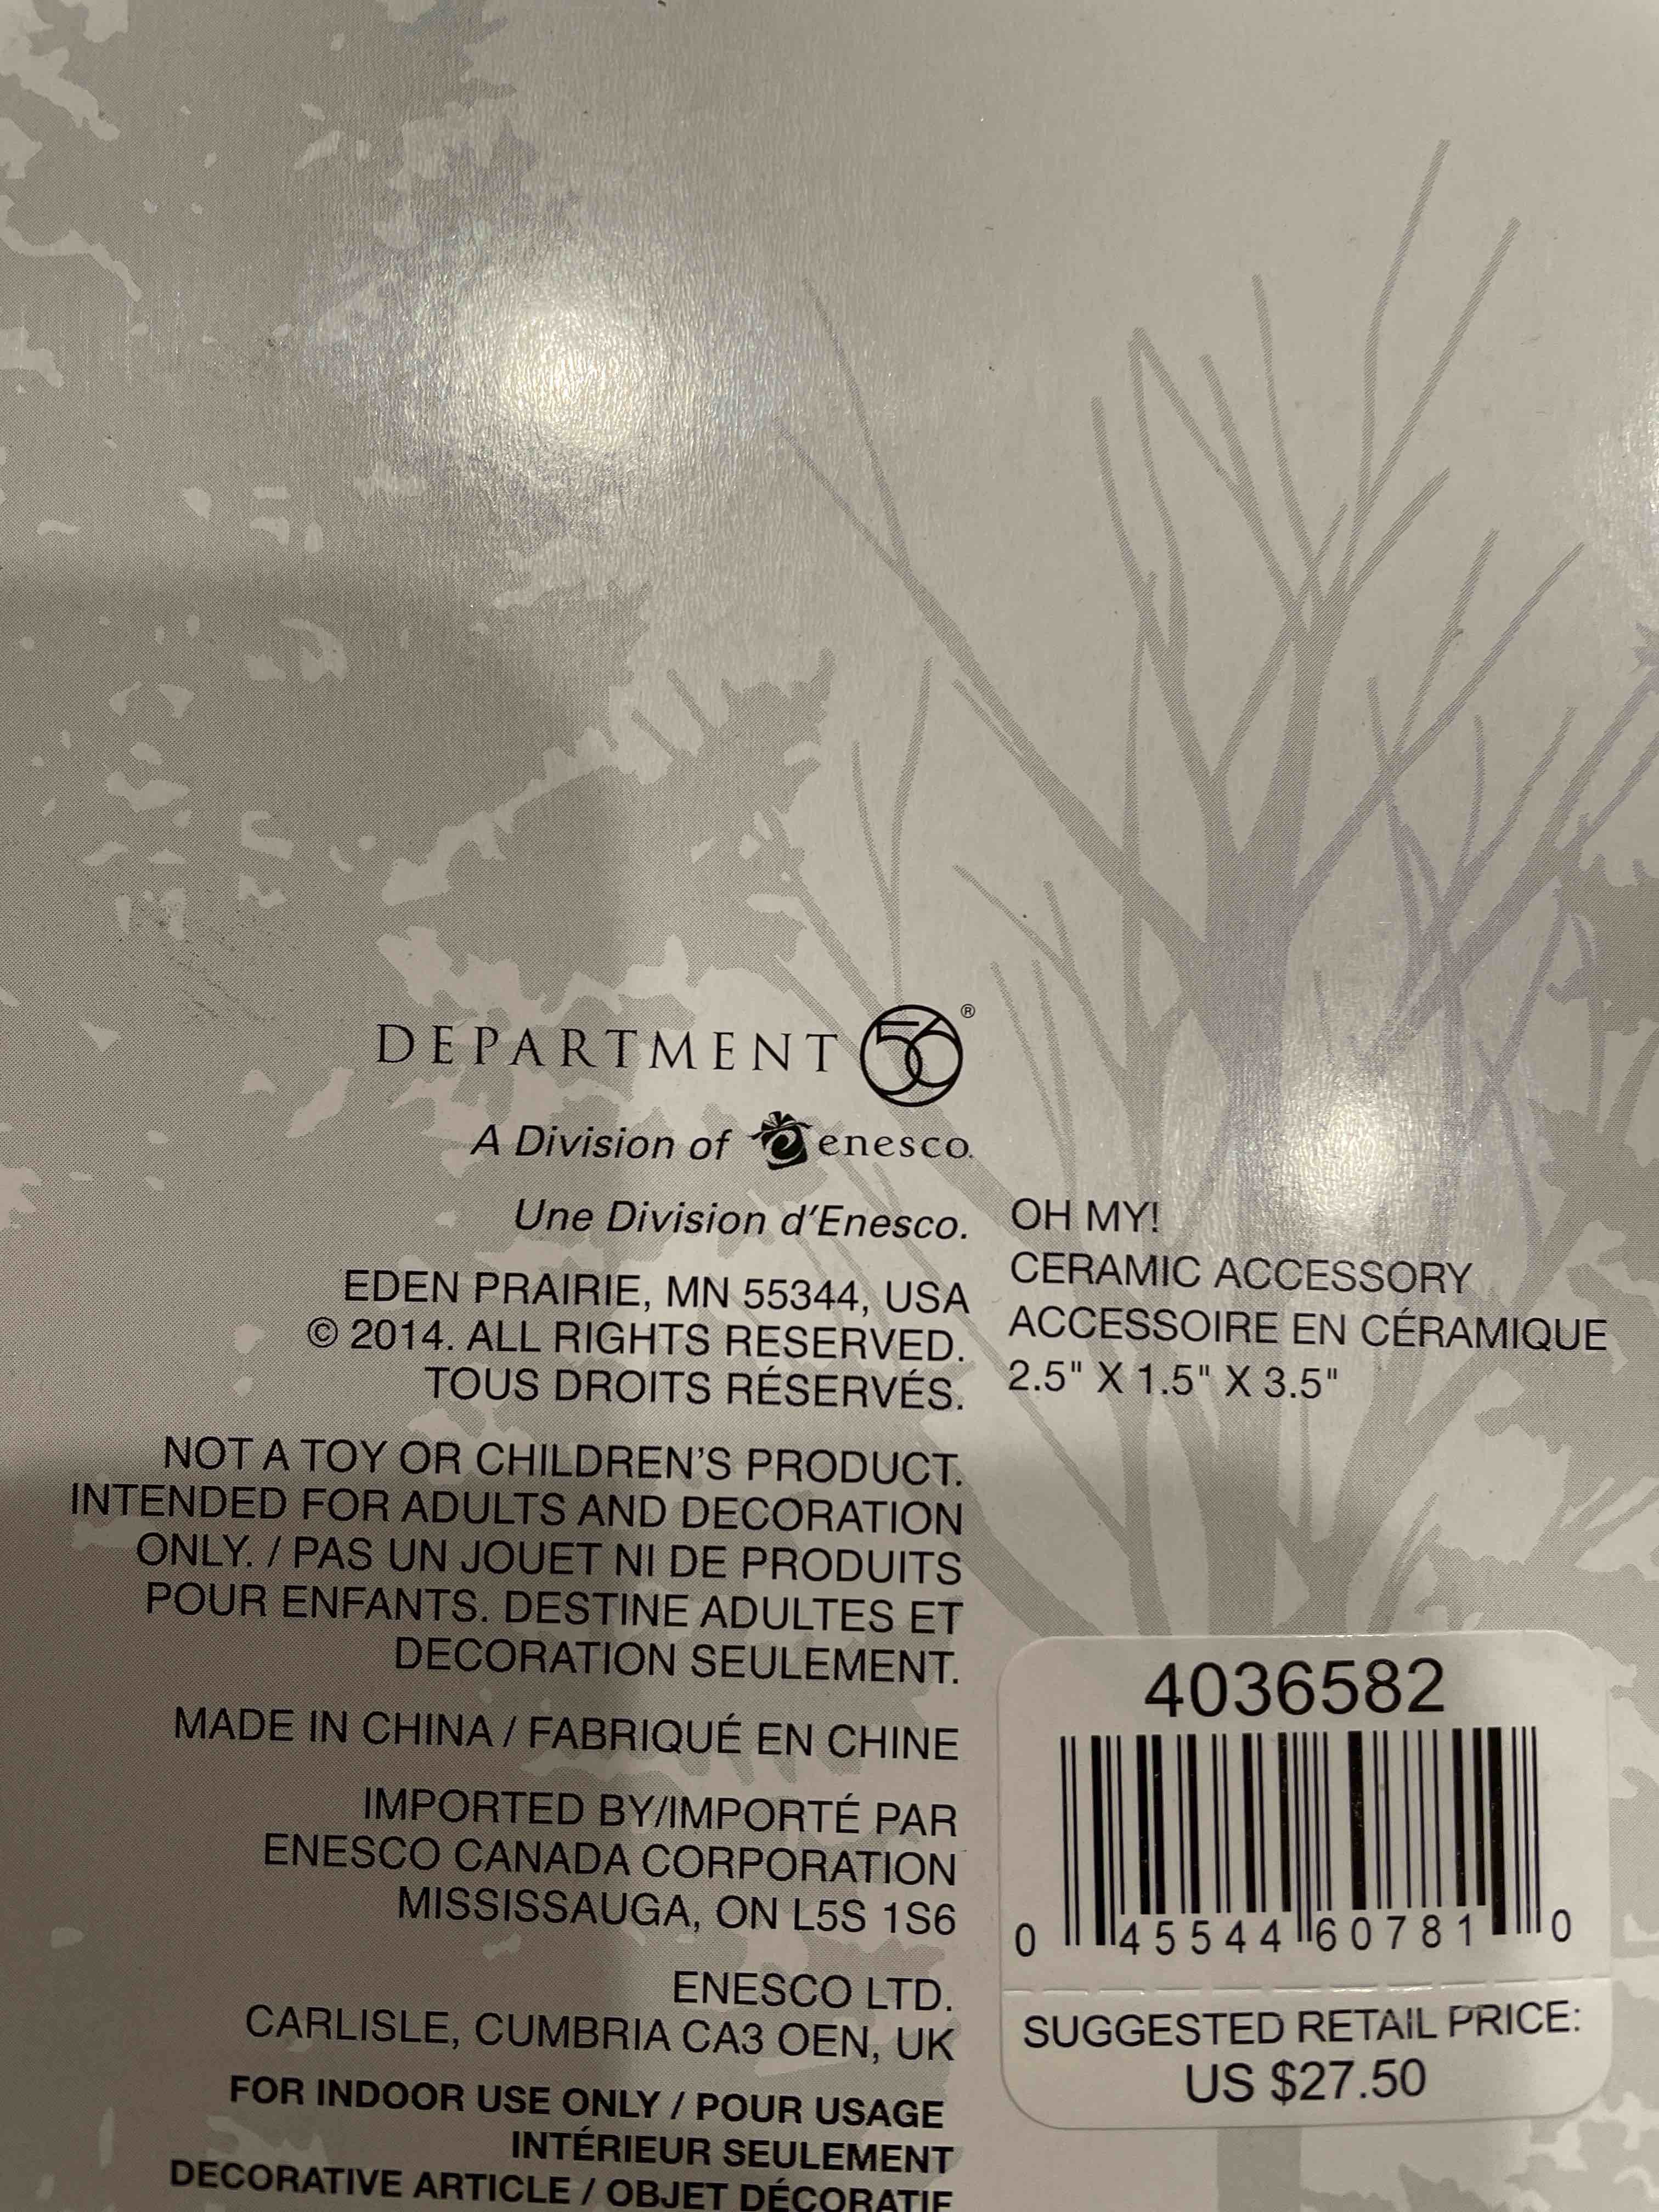 DEPARTMENT 56®
A Division of enesco.
Une Division d'Enesco.
EDEN PRAIRIE, MN 55344, USA
© 2014. ALL RIGHTS RESERVED.
TOUS DROITS RÉSERVÉS.
NOT A TOY OR CHILDREN'S PRODUCT.
INTENDED FOR ADULTS AND DECORATION
ONLY. / PAS UN JOUET NI DE PRODUITS
POUR ENFANTS. DESTINE ADULTES ET
DECORATION SEULEMENT.
MADE IN CHINA / FABRIQUÉ EN CHINE
IMPORTED BY/IMPORTÉ PAR
ENESCO CANADA CORPORATION
MISSISSAUGA, ON L5S 1S6
ENESCO LTD.
CARLISLE, CUMBRIA CA3 OEN, UK
FOR INDOOR USE ONLY / POUR USAGE
INTÉRIEUR SEULEMENT
DECORATIVE ARTICLE / OBJET DÉCORATIF
OH MY!
CERAMIC ACCESSORY
ACCESSOIRE EN CÉRAMIQUE
2.5" X 1.5" X 3.5"
4036582
0 45544 60781 0
SUGGESTED RETAIL PRICE:
US $27.50